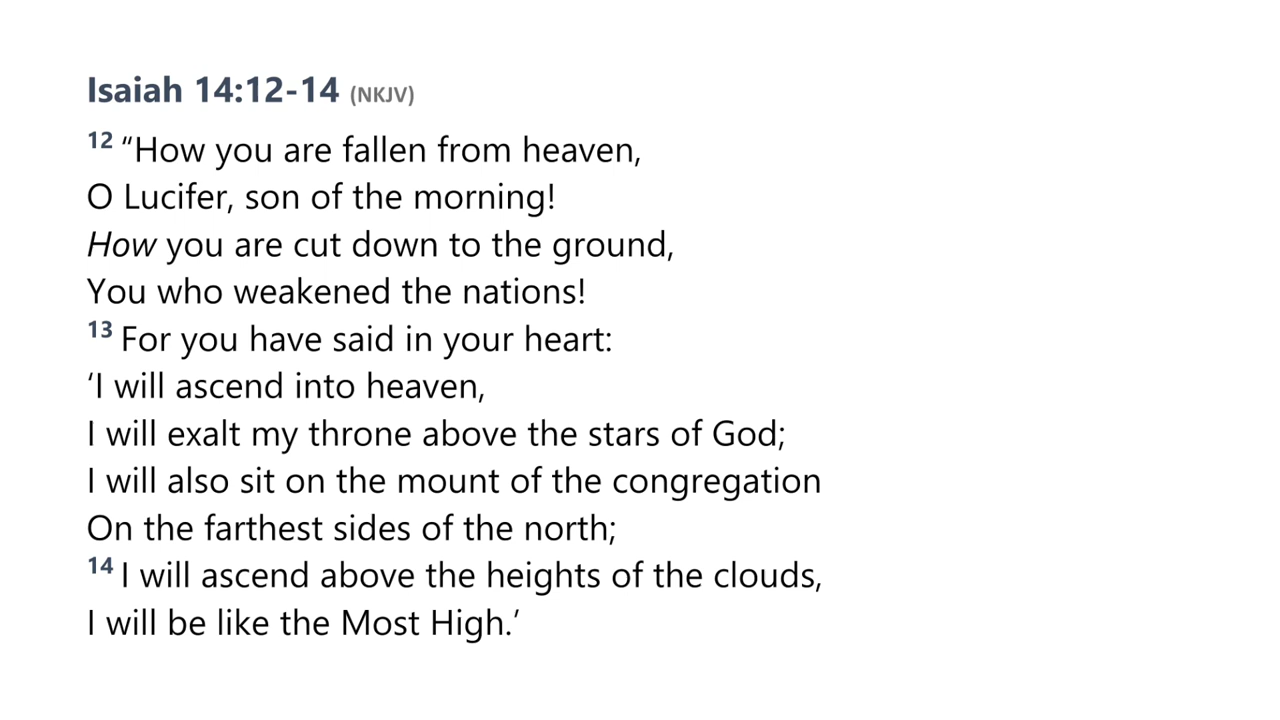 Isaiah 14:12-14 (NKJV)
12 “How you are fallen from heaven,
O Lucifer, son of the morning!
How you are cut down to the ground,
You who weakened the nations!
13 For you have said in your heart:
‘I will ascend into heaven,
I will exalt my throne above the stars of God;
I will also sit on the mount of the congregation
On the farthest sides of the north;
14 I will ascend above the heights of the clouds,
I will be like the Most High.’